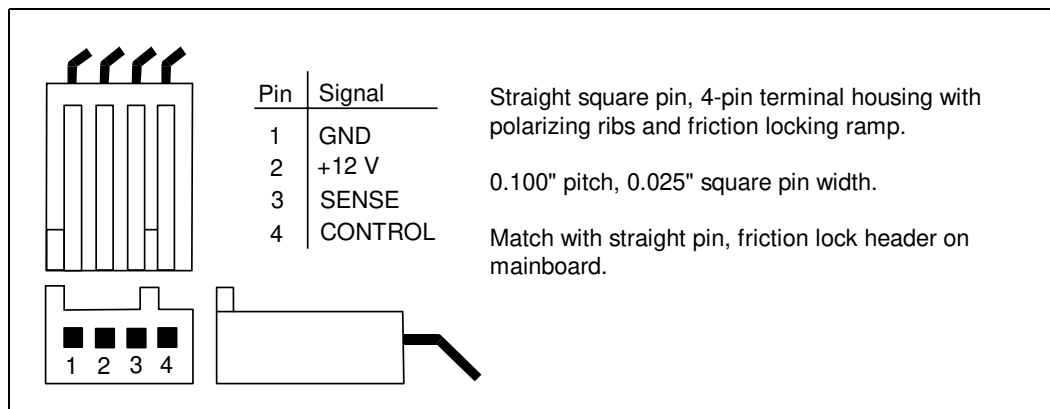 Pin Signal
1 GND
2 +12 V
3 SENSE
4 CONTROL
Straight square pin, 4-pin terminal housing with
polarizing ribs and friction locking ramp.
0.100" pitch, 0.025" square pin width.
Match with straight pin, friction lock header on
mainboard.
1 2 3 4